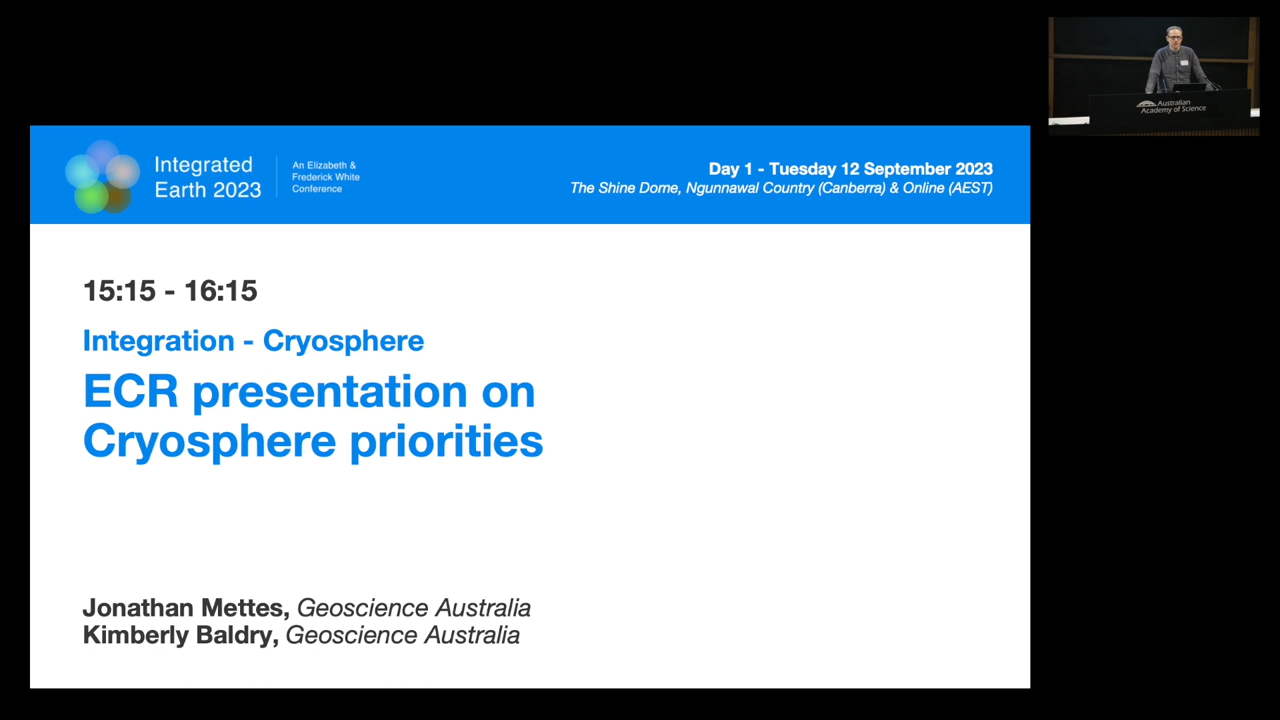 Integrated
Earth 2023
An Elizabeth &
Frederick White
Conference
Day 1 - Tuesday 12 September 2023
The Shine Dome, Ngunnawal Country (Canberra) & Online (AEST)
15:15 - 16:15
Integration - Cryosphere
ECR presentation on
Cryosphere priorities
Jonathan Mettes, Geoscience Australia
Kimberly Baldry, Geoscience Australia
Australian
Academy of Science